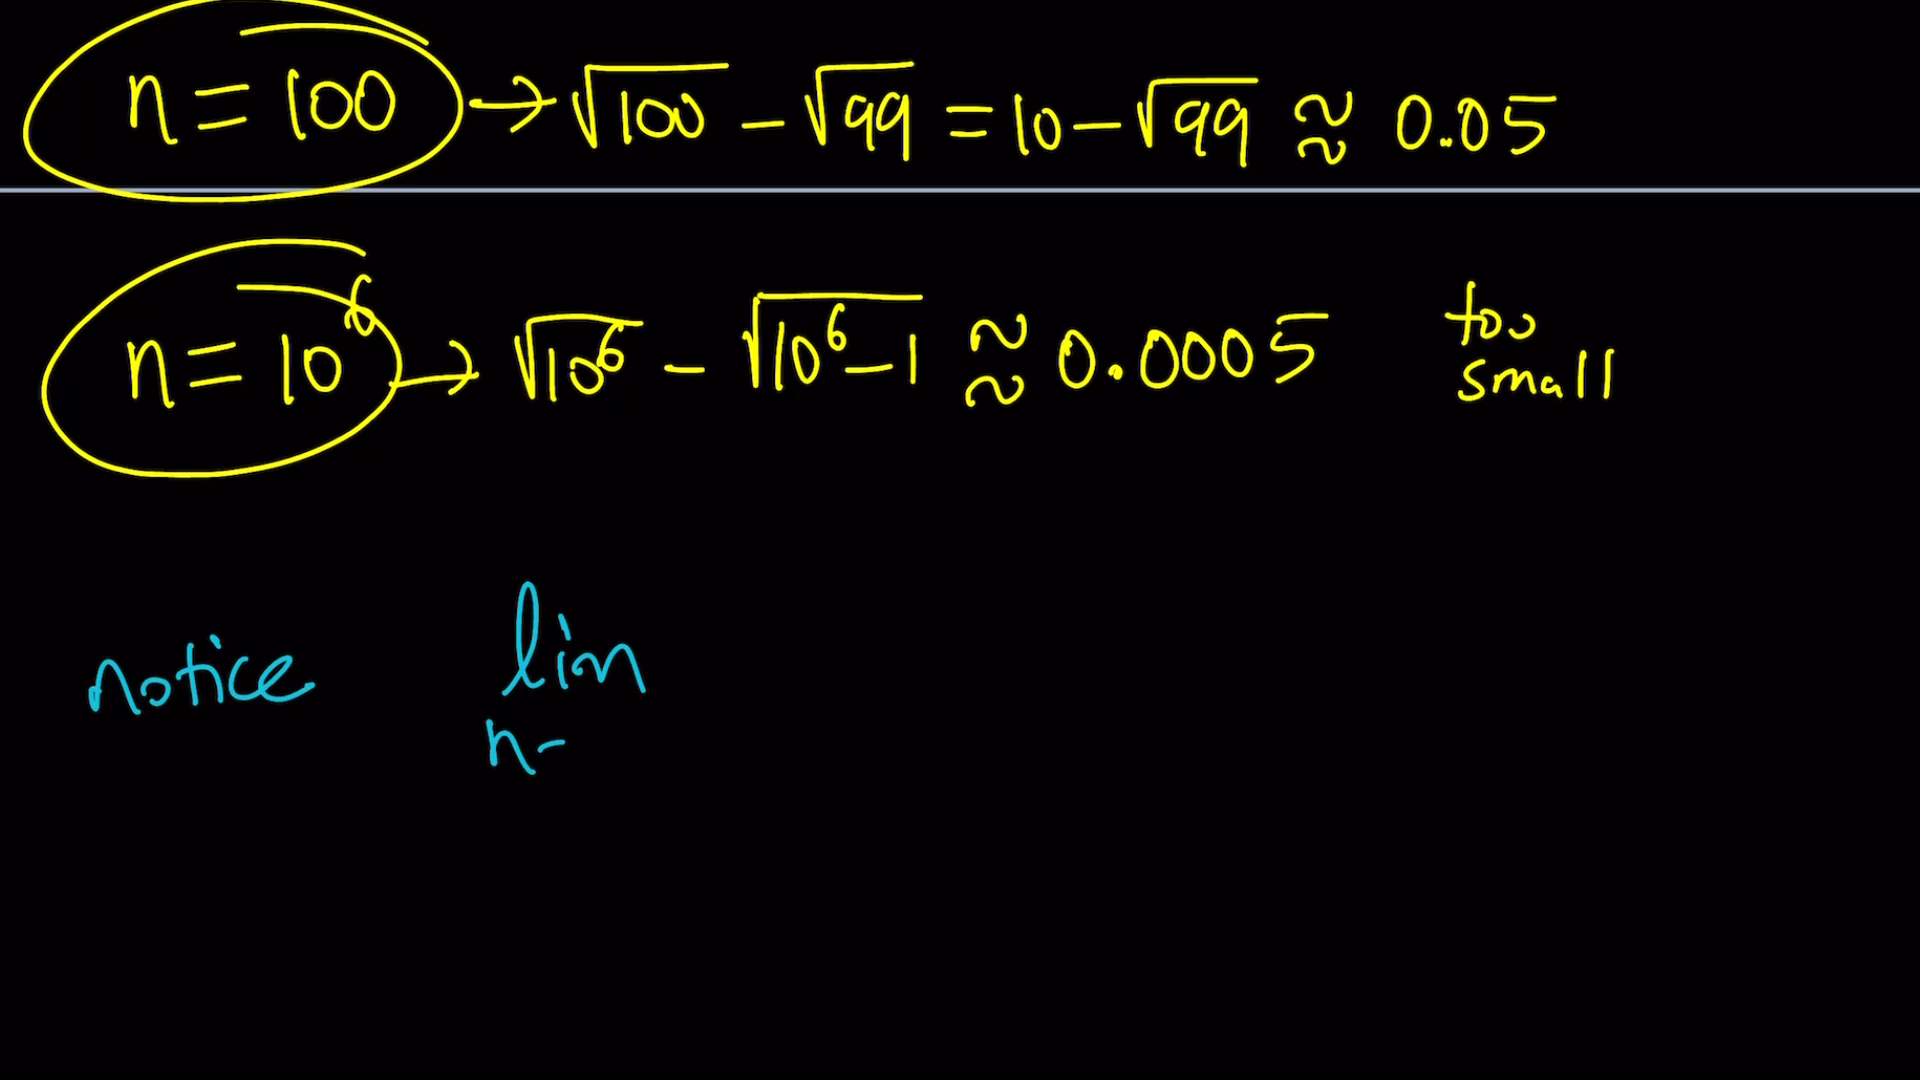 n = 100 → √100 − √99 = 10 − √99 ≈ 0.05
n = 10⁶ → √10⁶ − √10⁶−1 ≈ 0.0005 too small
notice lim
n-